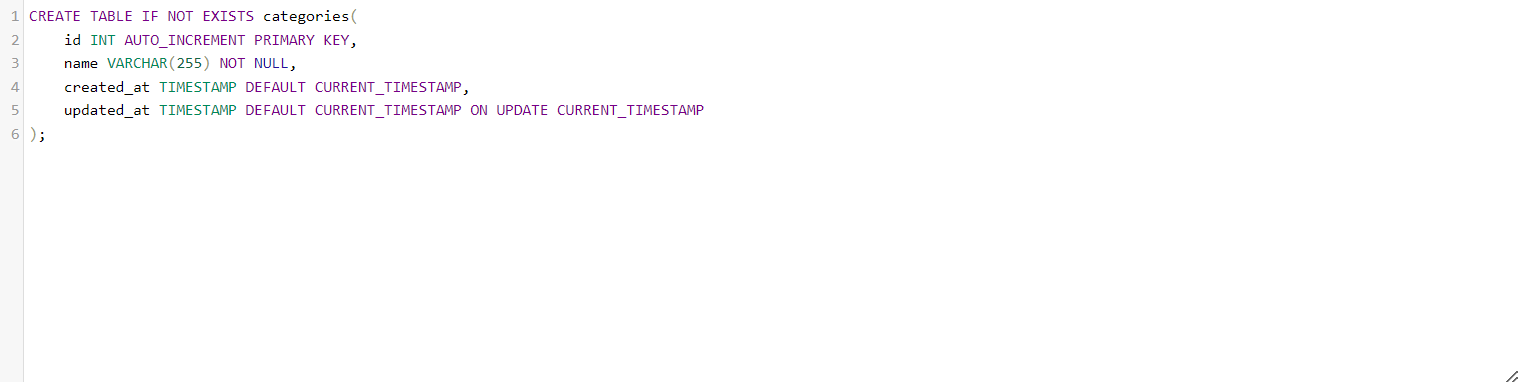 1 CREATE TABLE IF NOT EXISTS categories(
2     id INT AUTO_INCREMENT PRIMARY KEY,
3     name VARCHAR(255) NOT NULL,
4     created_at TIMESTAMP DEFAULT CURRENT_TIMESTAMP,
5     updated_at TIMESTAMP DEFAULT CURRENT_TIMESTAMP ON UPDATE CURRENT_TIMESTAMP
6 );